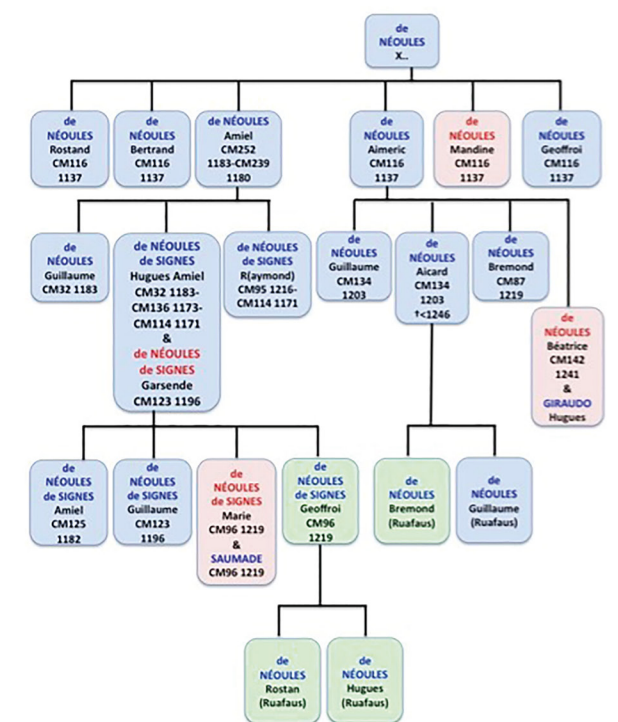 de
NÉOULES
X..
de
NÉOULES
Rostand
CM116
1137
de
NÉOULES
Bertrand
CM116
1137
de NÉOULES
Amiel
CM252
1183-CM239
1180
de
NÉOULES
Aimeric
CM116
1137
de
NÉOULES
Mandine
CM116
1137
de
NÉOULES
Geoffroi
CM116
1137
de
NÉOULES
Guillaume
CM32 1183
de NÉOULES
de SIGNES
Hugues Amiel
CM32 1183-
CM136 1173-
CM114 1171
&
de NÉOULES
de SIGNES
Garsende
CM123 1196
de NÉOULES
de SIGNES
R(aymond)
CM95 1216-
CM114 1171
de
NÉOULES
Guillaume
CM134
1203
de
NÉOULES
Aicard
CM134
1203
†<1246
de
NÉOULES
Bremond
CM87
1219
de
NÉOULES
Béatrice
CM142
1241
&
GIRAUDO
Hugues
de
NÉOULES
de SIGNES
Amiel
CM125
1182
de
NÉOULES
de SIGNES
Guillaume
CM123
1196
de
NÉOULES
de SIGNES
Marie
CM96 1219
&
SAUMADE
CM96 1219
de
NÉOULES
de SIGNES
Geoffroi
CM96
1219
de
NÉOULES
Bremond
(Ruafaus)
de
NÉOULES
Guillaume
(Ruafaus)
de
NÉOULES
Rostan
(Ruafaus)
de
NÉOULES
Hugues
(Ruafaus)